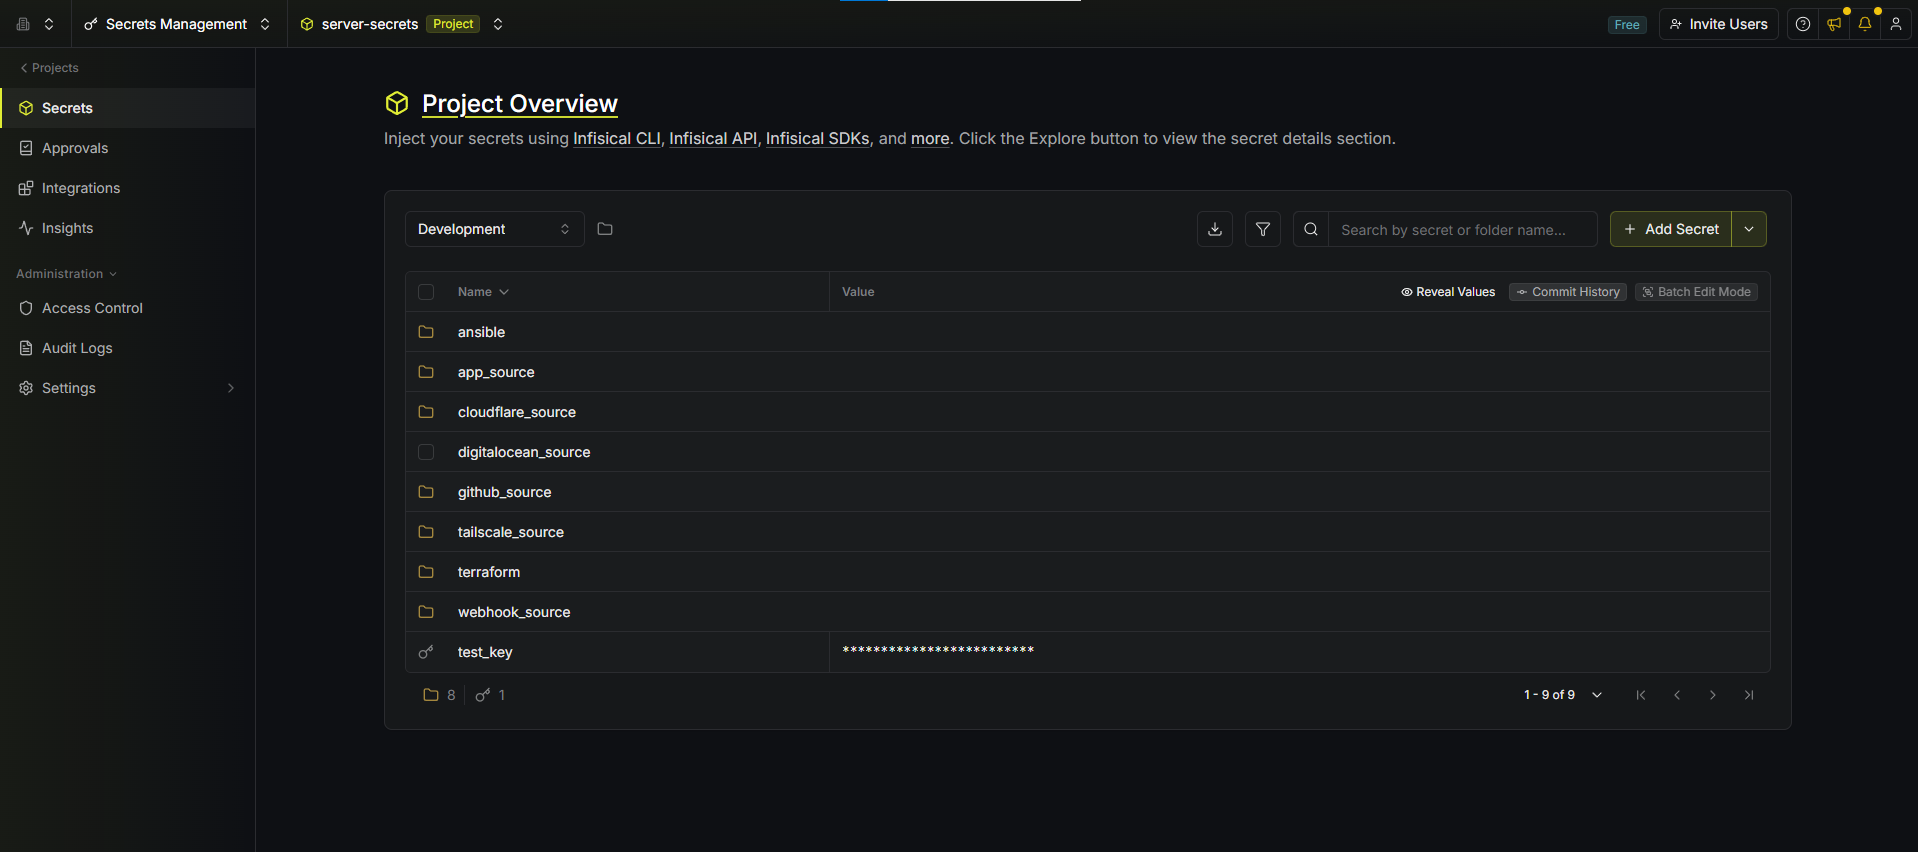 Secrets Management
server-secrets Project
Free
Invite Users
Projects
Secrets
Approvals
Integrations
Insights
Administration
Access Control
Audit Logs
Settings
Project Overview
Inject your secrets using Infisical CLI, Infisical API, Infisical SDKs, and more. Click the Explore button to view the secret details section.
Development
Search by secret or folder name...
+ Add Secret
Name
Value
Reveal Values
Commit History
Batch Edit Mode
ansible
app_source
cloudflare_source
digitalocean_source
github_source
tailscale_source
terraform
webhook_source
test_key
*************************
8
1
1 - 9 of 9